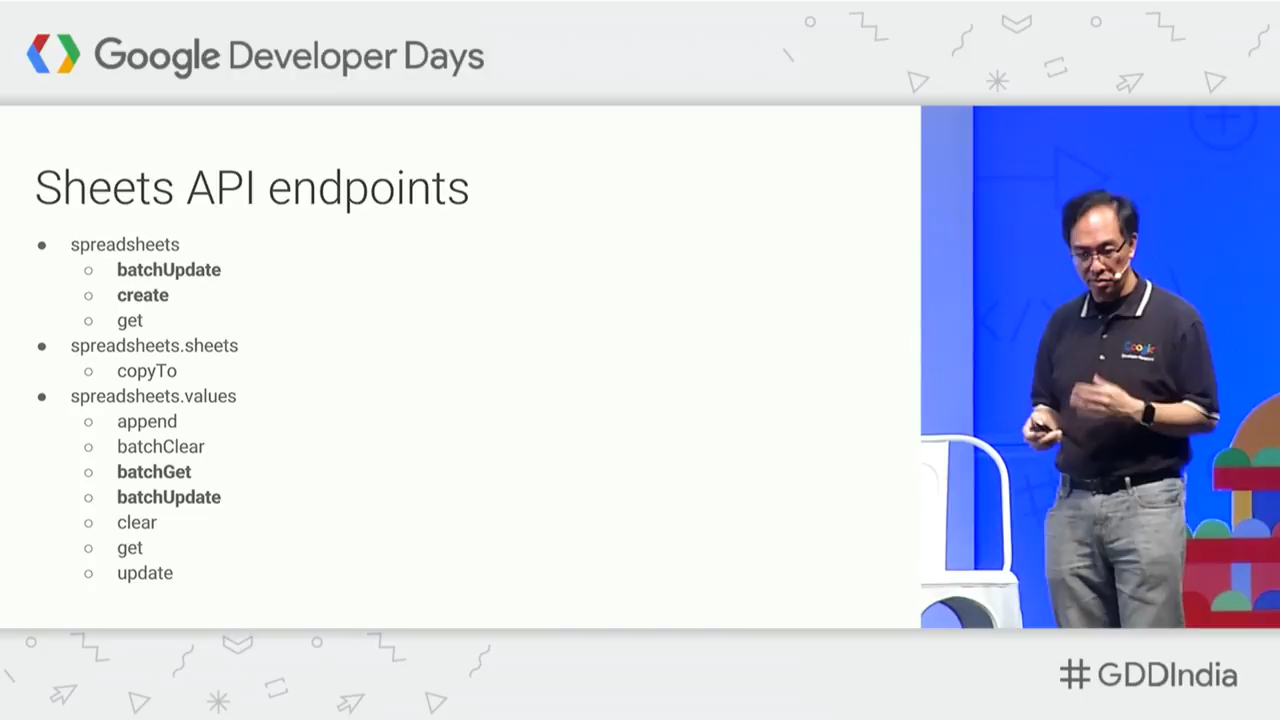 Google Developer Days
Sheets API endpoints
● spreadsheets
○ batchUpdate
○ create
○ get
● spreadsheets.sheets
○ copyTo
● spreadsheets.values
○ append
○ batchClear
○ batchGet
○ batchUpdate
○ clear
○ get
○ update
Google
#GDDIndia